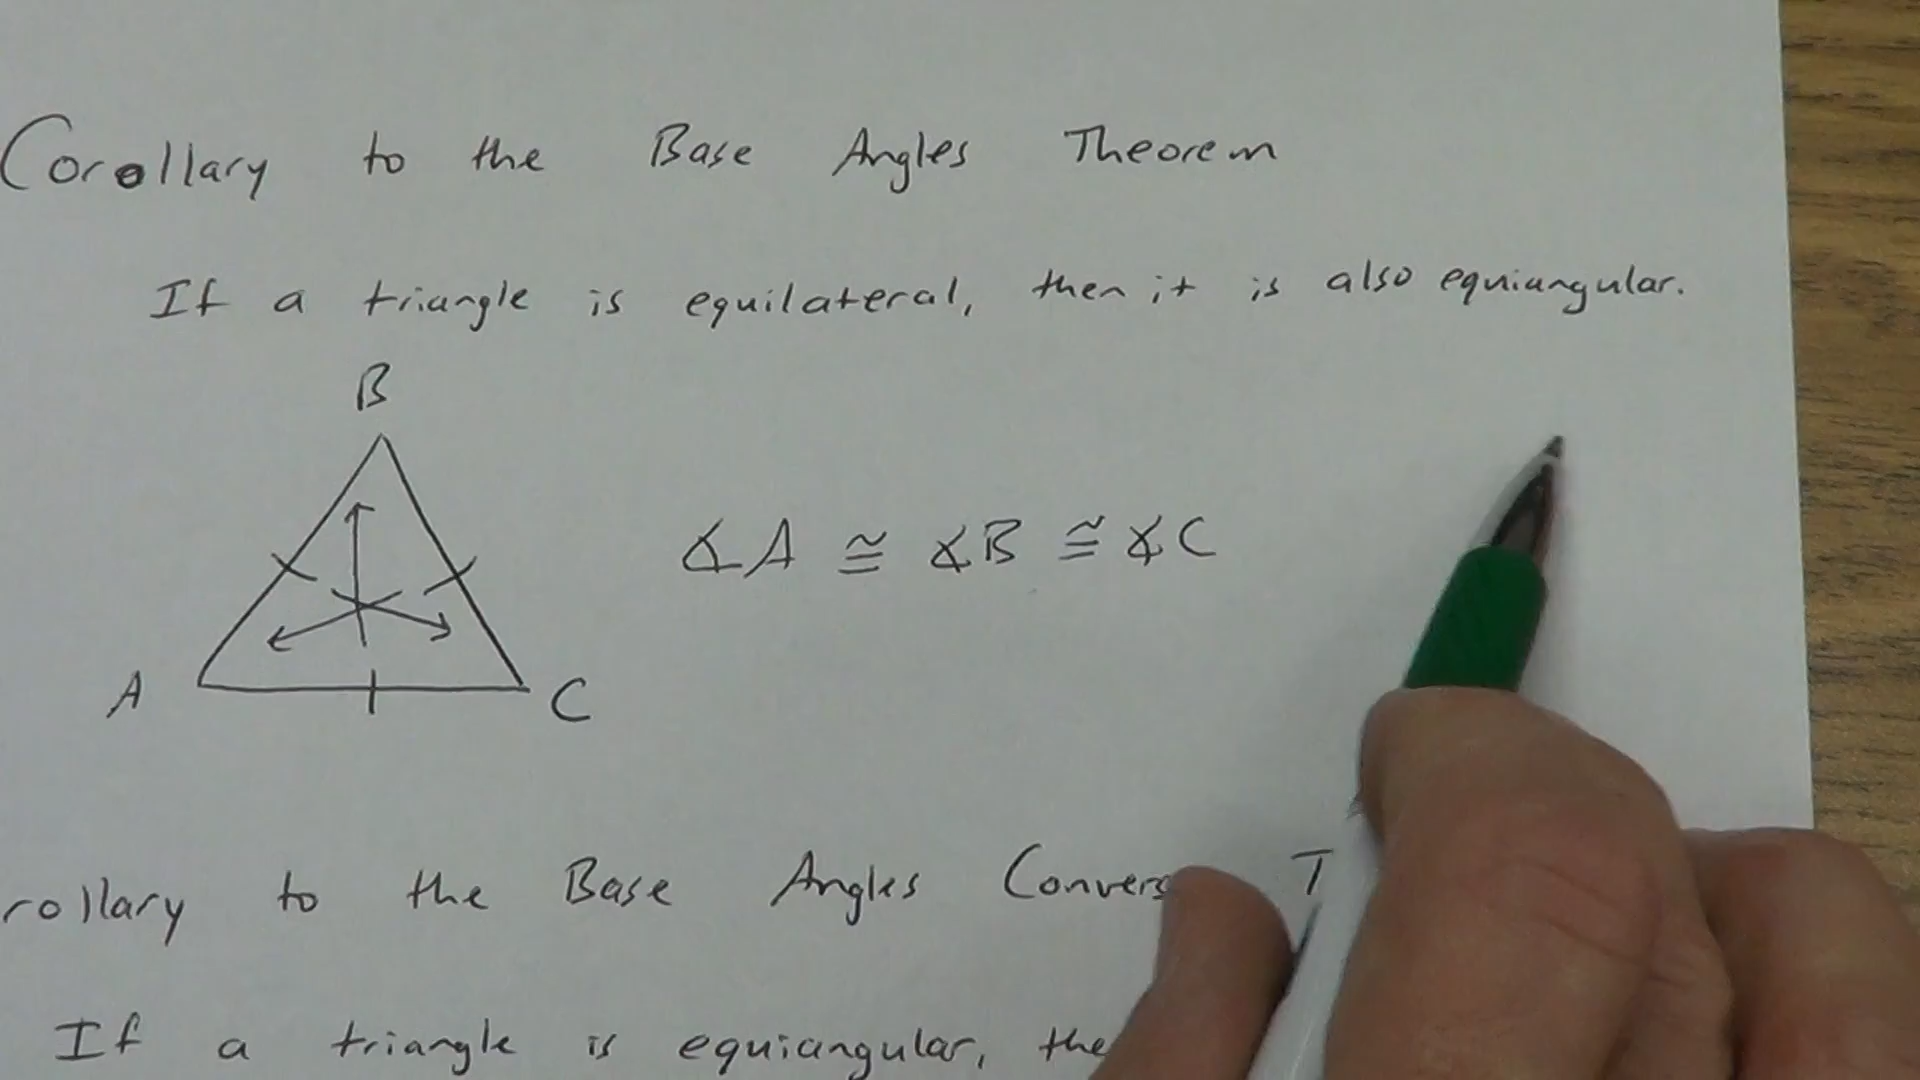 Corollary to the Base Angles Theorem
If a triangle is equilateral, then it is also equiangular.
B
∡A ≅ ∡B ≅ ∡C
A C
rollary to the Base Angles Convers T
If a triangle is equiangular, the